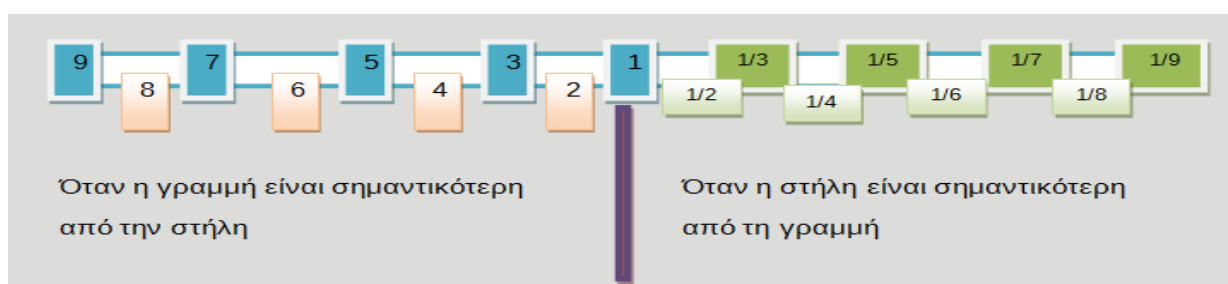 9 7 5 3 1 1/3 1/5 1/7 1/9
8 6 4 2 1/2 1/4 1/6 1/8
Όταν η γραμμή είναι σημαντικότερη
από την στήλη
Όταν η στήλη είναι σημαντικότερη
από τη γραμμή